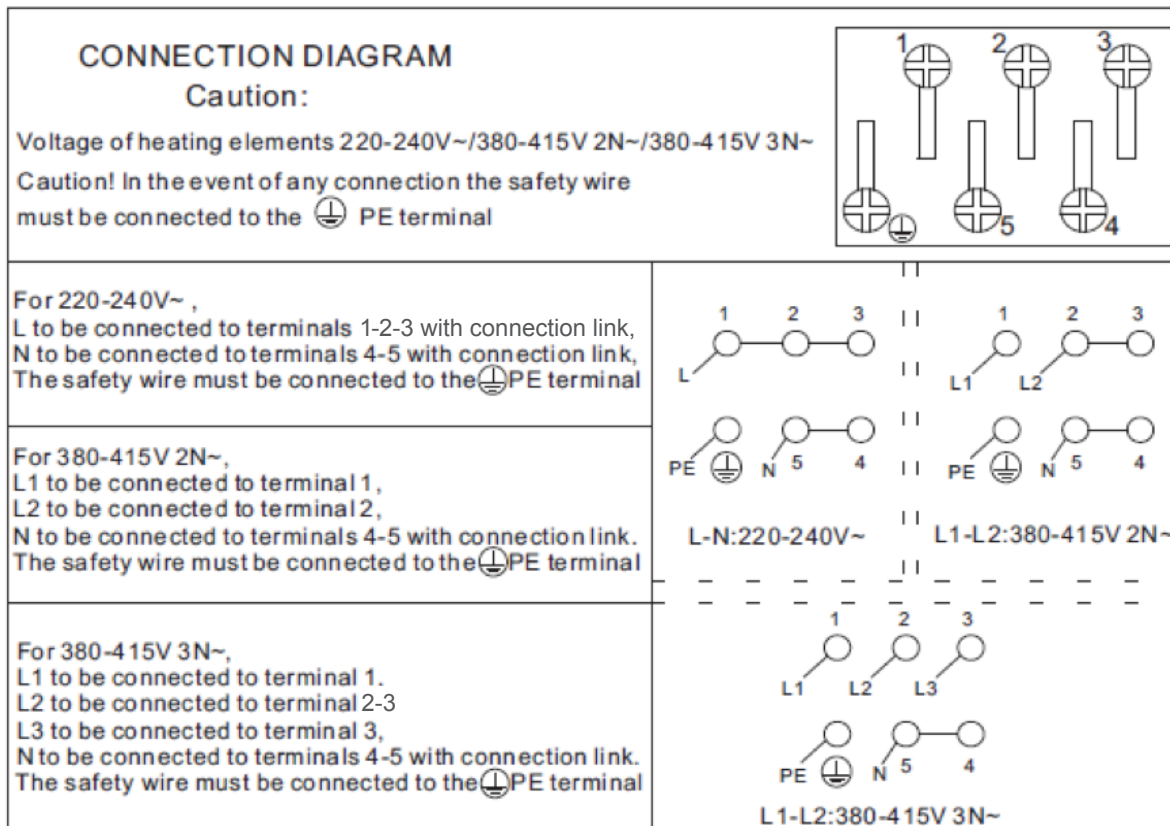 CONNECTION DIAGRAM
Caution:
Voltage of heating elements 220-240V~/380-415V 2N~/380-415V 3N~
Caution! In the event of any connection the safety wire
must be connected to the PE terminal
1 2 3
5 4
For 220-240V~ ,
L to be connected to terminals 1-2-3 with connection link,
N to be connected to terminals 4-5 with connection link,
The safety wire must be connected to the PE terminal
For 380-415V 2N~,
L1 to be connected to terminal 1,
L2 to be connected to terminal 2,
N to be connected to terminals 4-5 with connection link.
The safety wire must be connected to the PE terminal
For 380-415V 3N~,
L1 to be connected to terminal 1.
L2 to be connected to terminal 2-3
L3 to be connected to terminal 3,
N to be connected to terminals 4-5 with connection link.
The safety wire must be connected to the PE terminal
1 2 3
L
PE N 5 4
L-N:220-240V~
1 2 3
L1 L2
PE N 5 4
L1-L2:380-415V 2N~
1 2 3
L1 L2 L3
PE N 5 4
L1-L2:380-415V 3N~